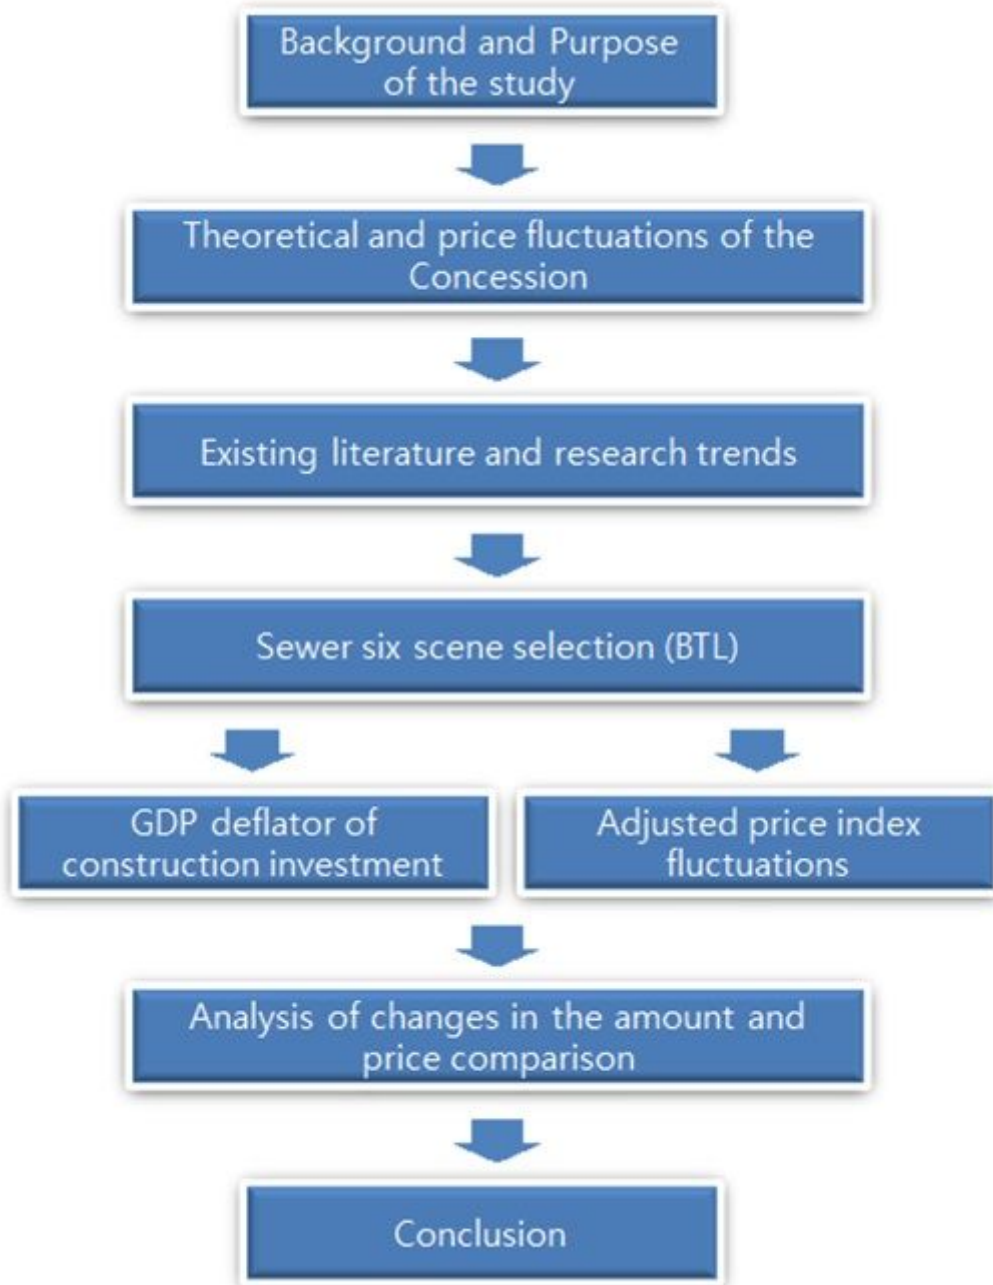 Background and Purpose
of the study
Theoretical and price fluctuations of the
Concession
Existing literature and research trends
Sewer six scene selection (BTL)
GDP deflator of
construction investment
Adjusted price index
fluctuations
Analysis of changes in the amount and
price comparison
Conclusion